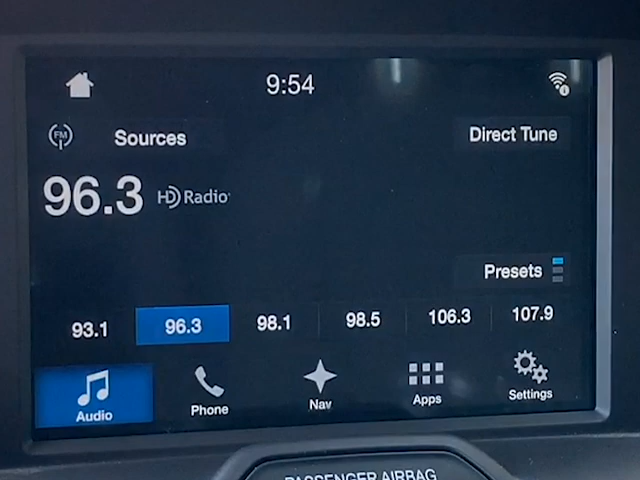 9:54
FM
Sources
Direct Tune
96.3 HD Radio
Presets
93.1 96.3 98.1 98.5 106.3 107.9
Audio Phone Nav Apps Settings
PASSENGER AIRBAG